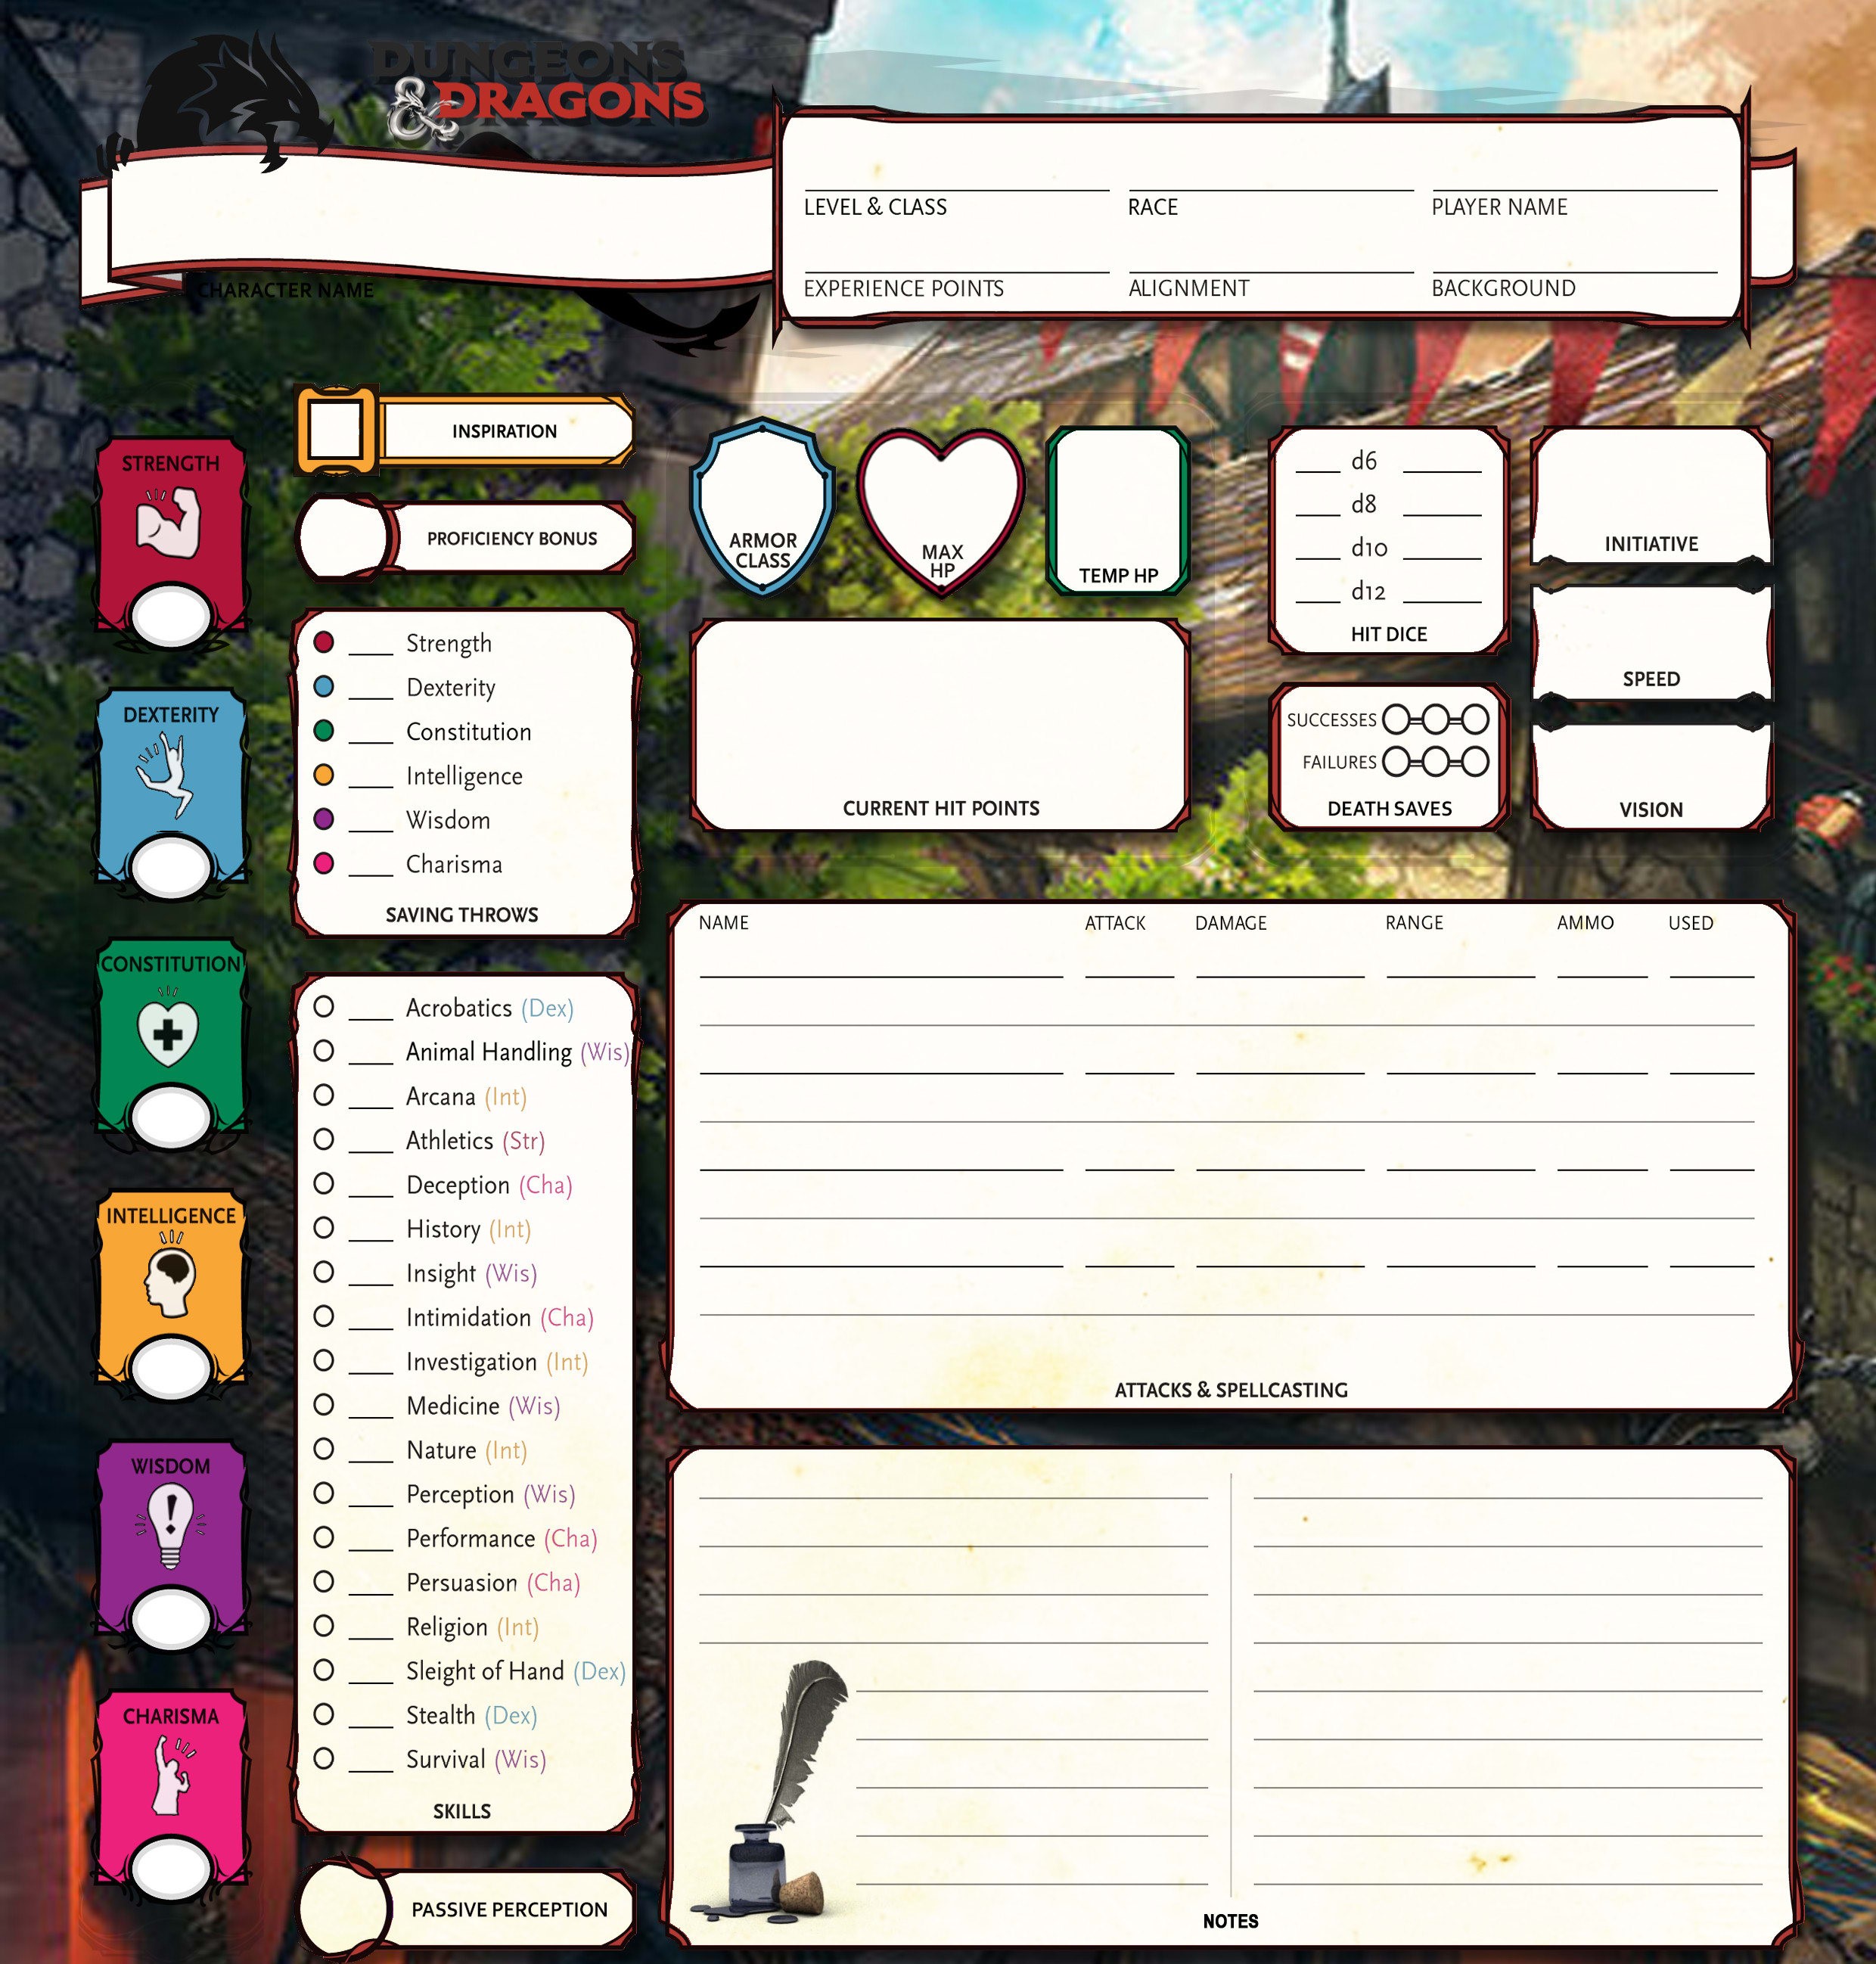 DUNGEONS
& DRAGONS
LEVEL & CLASS
RACE
PLAYER NAME
EXPERIENCE POINTS
ALIGNMENT
BACKGROUND
CHARACTER NAME
STRENGTH
DEXTERITY
CONSTITUTION
INTELLIGENCE
WISDOM
CHARISMA
INSPIRATION
PROFICIENCY BONUS
Strength
Dexterity
Constitution
Intelligence
Wisdom
Charisma
SAVING THROWS
Acrobatics (Dex)
Animal Handling (Wis)
Arcana (Int)
Athletics (Str)
Deception (Cha)
History (Int)
Insight (Wis)
Intimidation (Cha)
Investigation (Int)
Medicine (Wis)
Nature (Int)
Perception (Wis)
Performance (Cha)
Persuasion (Cha)
Religion (Int)
Sleight of Hand (Dex)
Stealth (Dex)
Survival (Wis)
SKILLS
PASSIVE PERCEPTION
ARMOR
CLASS
MAX
HP
TEMP HP
CURRENT HIT POINTS
d6
d8
d10
d12
HIT DICE
SUCCESSES
FAILURES
DEATH SAVES
INITIATIVE
SPEED
VISION
NAME ATTACK DAMAGE RANGE AMMO USED
ATTACKS & SPELLCASTING
NOTES